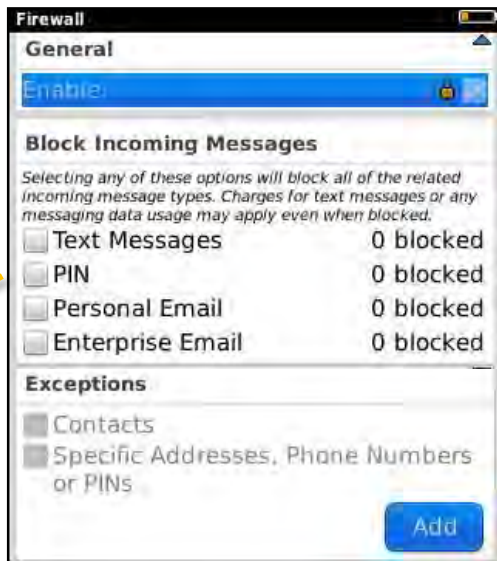 Firewall
General
Enable:
Block Incoming Messages
Selecting any of these options will block all of the related
incoming message types. Charges for text messages or any
messaging data usage may apply even when blocked.
Text Messages 0 blocked
PIN 0 blocked
Personal Email 0 blocked
Enterprise Email 0 blocked
Exceptions
Contacts
Specific Addresses, Phone Numbers
or PINs
Add